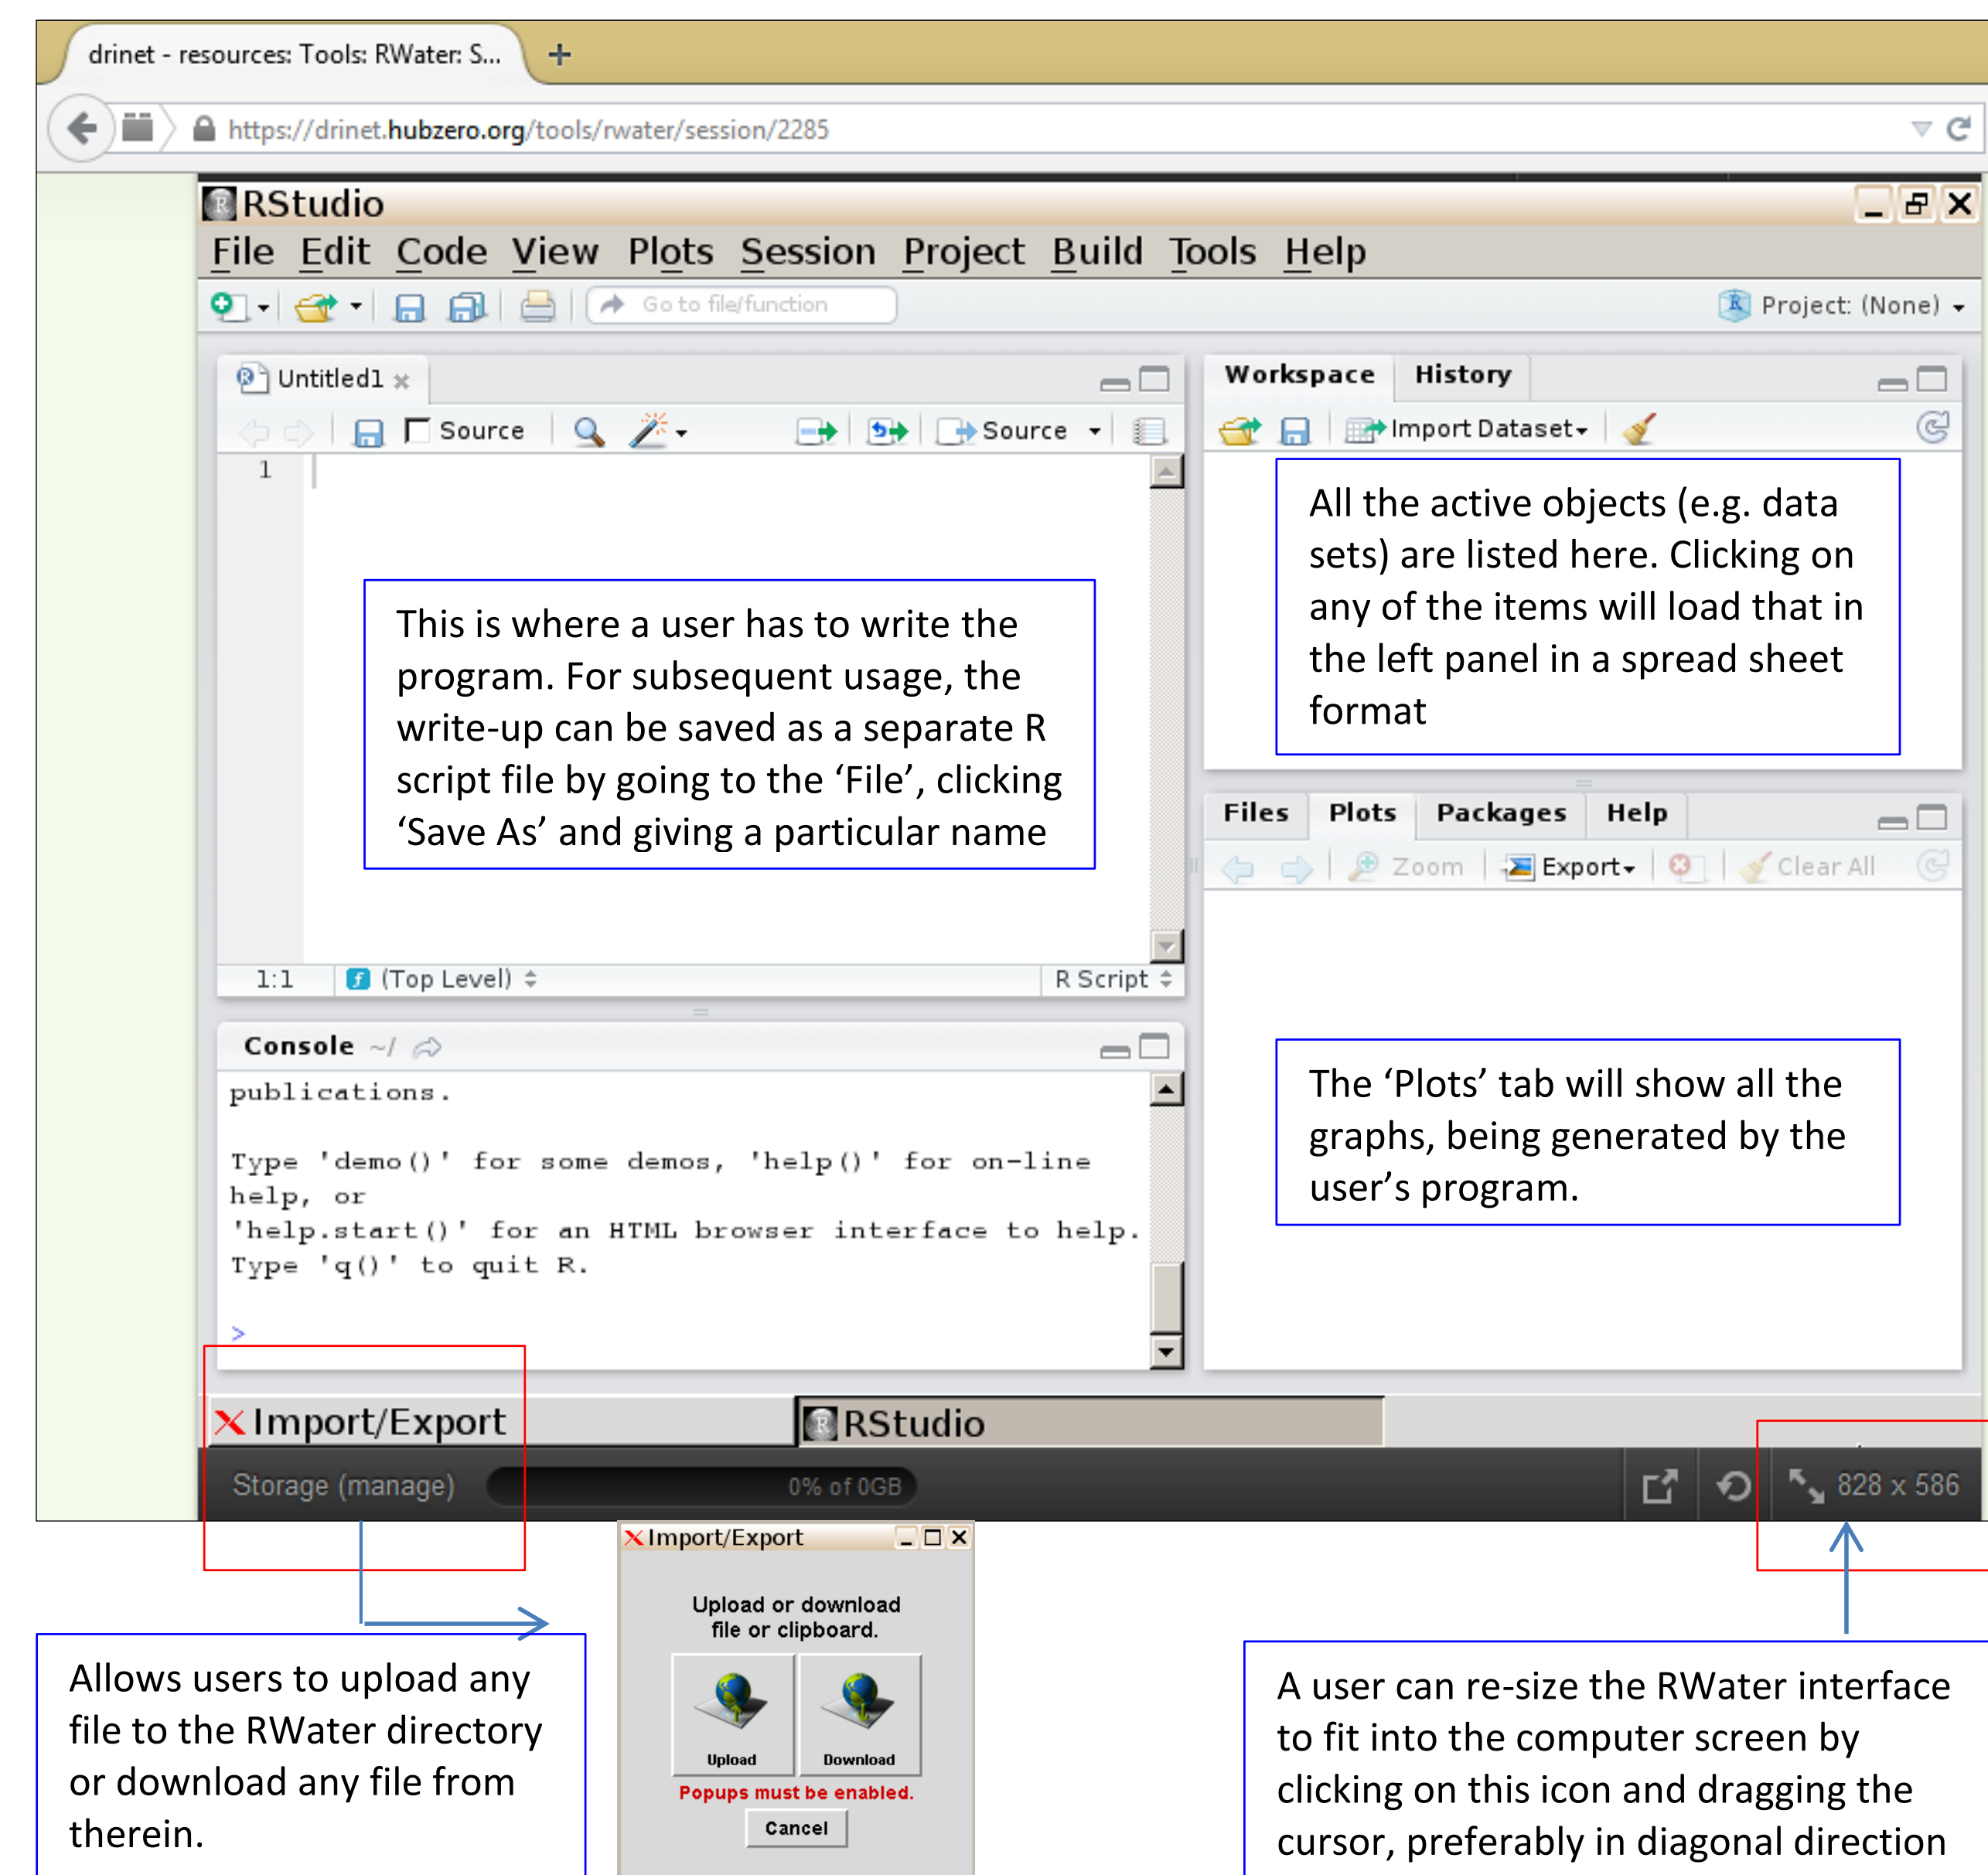 drinet - resources: Tools: RWater: S...
https://drinet.hubzero.org/tools/rwater/session/2285
RStudio
File Edit Code View Plots Session Project Build Tools Help
Go to file/function
Project: (None)
Untitled1
Source
Source
1
This is where a user has to write the
program. For subsequent usage, the
write-up can be saved as a separate R
script file by going to the ‘File’, clicking
‘Save As’ and giving a particular name
1:1 (Top Level) R Script
Workspace History
Import Dataset
All the active objects (e.g. data
sets) are listed here. Clicking on
any of the items will load that in
the left panel in a spread sheet
format
Files Plots Packages Help
Zoom Export Clear All
The ‘Plots’ tab will show all the
graphs, being generated by the
user’s program.
Console ~/
publications.
Type 'demo()' for some demos, 'help()' for on-line
help, or
'help.start()' for an HTML browser interface to help.
Type 'q()' to quit R.
>
Import/Export
RStudio
Storage (manage) 0% of 0GB 828 x 586
Import/Export
Upload or download
file or clipboard.
Upload Download
Popups must be enabled.
Cancel
Allows users to upload any
file to the RWater directory
or download any file from
therein.
A user can re-size the RWater interface
to fit into the computer screen by
clicking on this icon and dragging the
cursor, preferably in diagonal direction